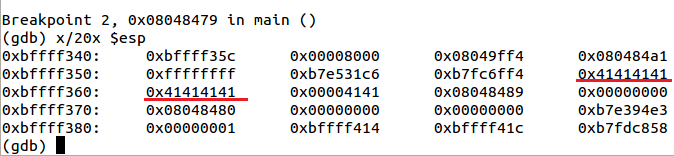 Breakpoint 2, 0x08048479 in main ()
(gdb) x/20x $esp
0xbffff340: 0xbffff35c 0x00008000 0x08049ff4 0x080484a1
0xbffff350: 0xffffffff 0xb7e531c6 0xb7fc6ff4 0x41414141
0xbffff360: 0x41414141 0x00004141 0x08048489 0x00000000
0xbffff370: 0x08048480 0x00000000 0x00000000 0xb7e394e3
0xbffff380: 0x00000001 0xbffff414 0xbffff41c 0xb7fdc858
(gdb)